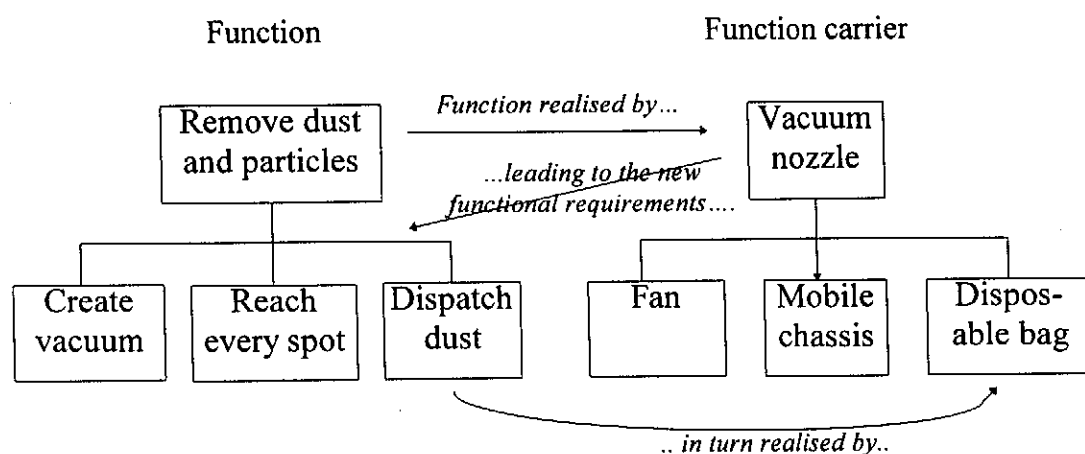 Function
Function carrier
Function realised by...
Remove dust
and particles
Vacuum
nozzle
...leading to the new
functional requirements....
Create
vacuum
Reach
every spot
Dispatch
dust
Fan
Mobile
chassis
Dispos-
able bag
.. in turn realised by..